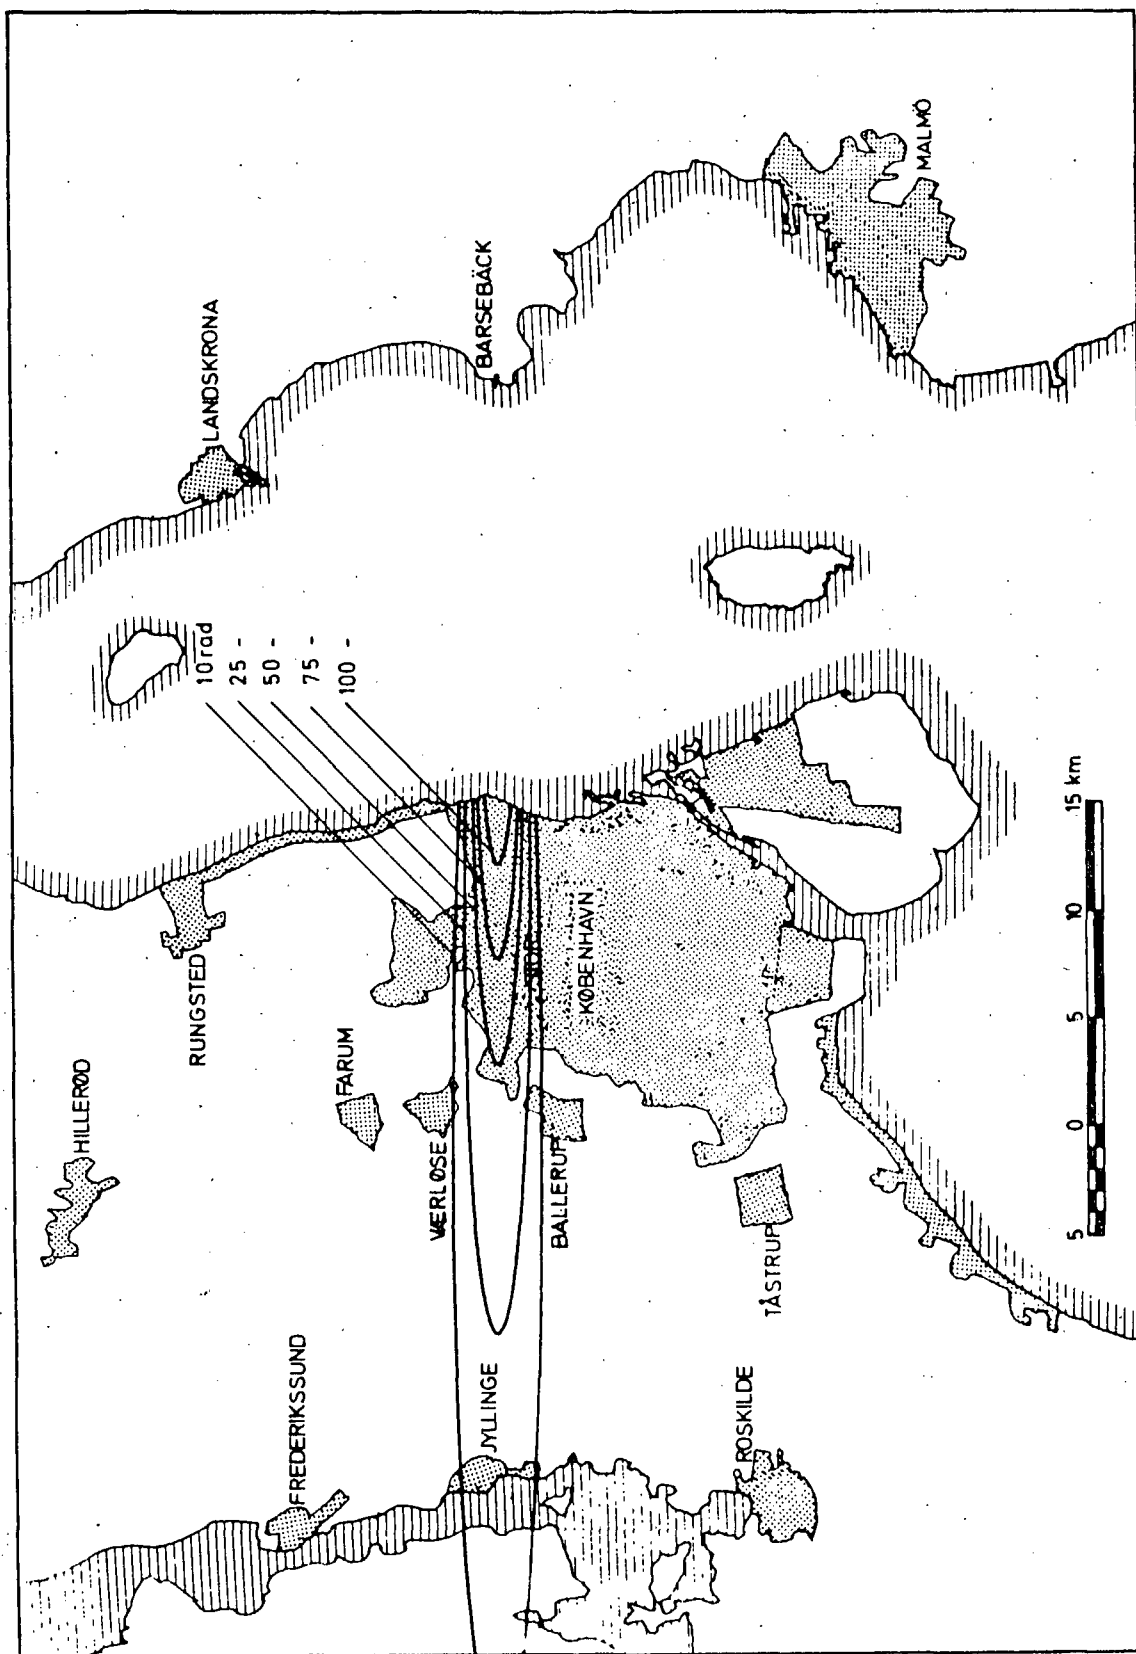 HILLERØD
RUNGSTED
LANDSKRONA
FARUM
10 rad
25 -
50 -
75 -
100 -
BARSEBÄCK
FREDERIKSSUND
VÆRLØSE
JYLLINGE
BALLERUP
KØBENHAVN
MALMÖ
ROSKILDE
TÅSTRUP
5 0 5 10 15 km